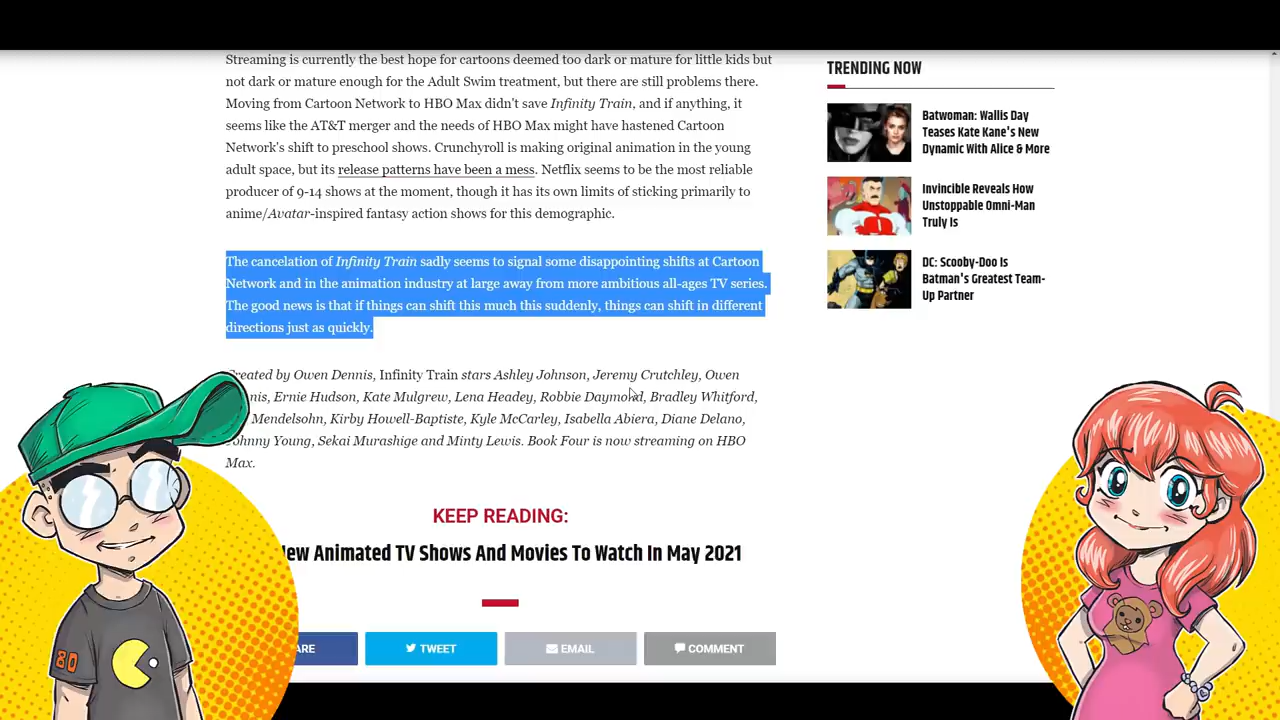 Streaming is currently the best hope for cartoons deemed too dark or mature for little kids but
not dark or mature enough for the Adult Swim treatment, but there are still problems there.
Moving from Cartoon Network to HBO Max didn't save Infinity Train, and if anything, it
seems like the AT&T merger and the needs of HBO Max might have hastened Cartoon
Network's shift to preschool shows. Crunchyroll is making original animation in the young
adult space, but its release patterns have been a mess. Netflix seems to be the most reliable
producer of 9-14 shows at the moment, though it has its own limits of sticking primarily to
anime/Avatar-inspired fantasy action shows for this demographic.
The cancelation of Infinity Train sadly seems to signal some disappointing shifts at Cartoon
Network and in the animation industry at large away from more ambitious all-ages TV series.
The good news is that if things can shift this much this suddenly, things can shift in different
directions just as quickly.
Created by Owen Dennis, Infinity Train stars Ashley Johnson, Jeremy Crutchley, Owen
Ernie Hudson, Kate Mulgrew, Lena Headey, Robbie Daymond, Bradley Whitford,
Mendelsohn, Kirby Howell-Baptiste, Kyle McCarley, Isabella Abiera, Diane Delano,
Johnny Young, Sekai Murashige and Minty Lewis. Book Four is now streaming on HBO
Max.
KEEP READING:
New Animated TV Shows And Movies To Watch In May 2021
TWEET
EMAIL
COMMENT
TRENDING NOW
Batwoman: Wallis Day
Teases Kate Kane's New
Dynamic With Alice & More
Invincible Reveals How
Unstoppable Omni-Man
Truly Is
DC: Scooby-Doo Is
Batman's Greatest Team-
Up Partner
80